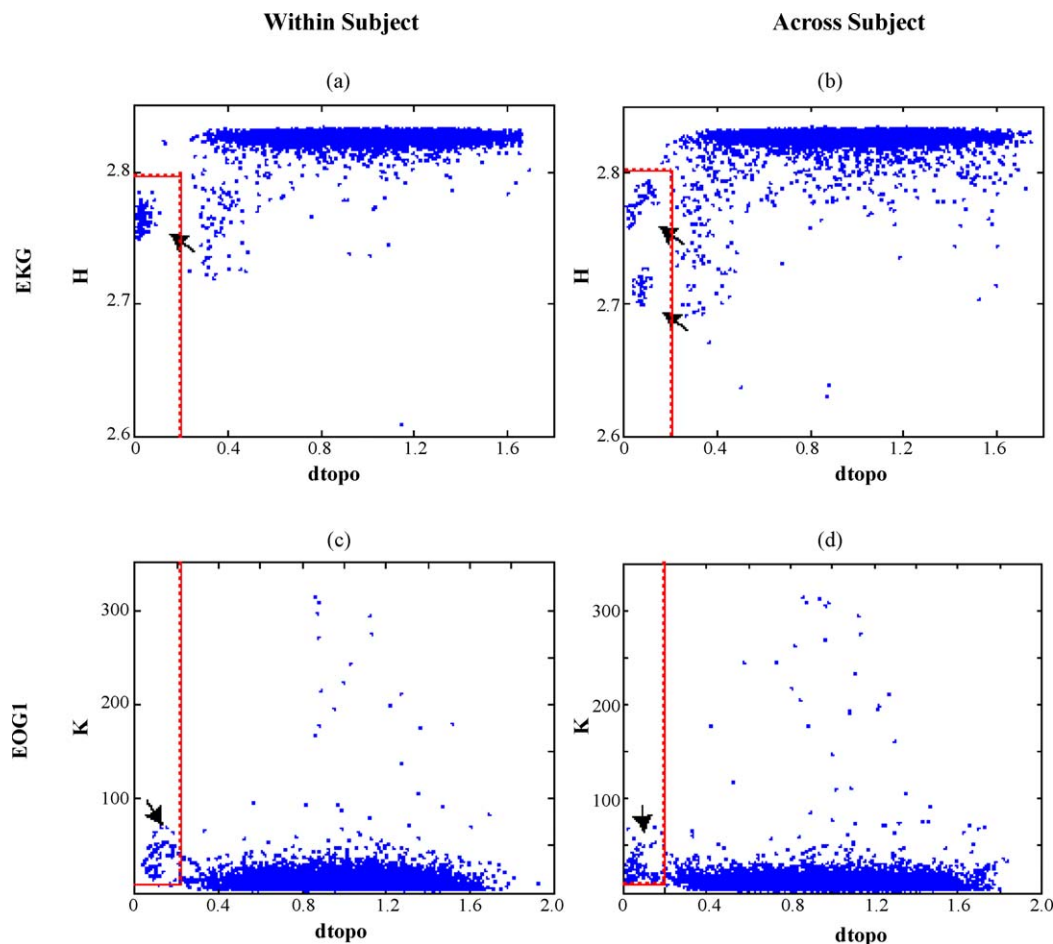 Within Subject Across Subject
(a) (b)
EKG
H
2.8
2.7
2.6
0 0.4 0.8 1.2 1.6
dtopo
H
2.8
2.7
2.6
0 0.4 0.8 1.2 1.6
dtopo
(c) (d)
EOG1
K
300
200
100
0 0.4 0.8 1.2 1.6 2.0
dtopo
K
300
200
100
0 0.4 0.8 1.2 1.6 2.0
dtopo